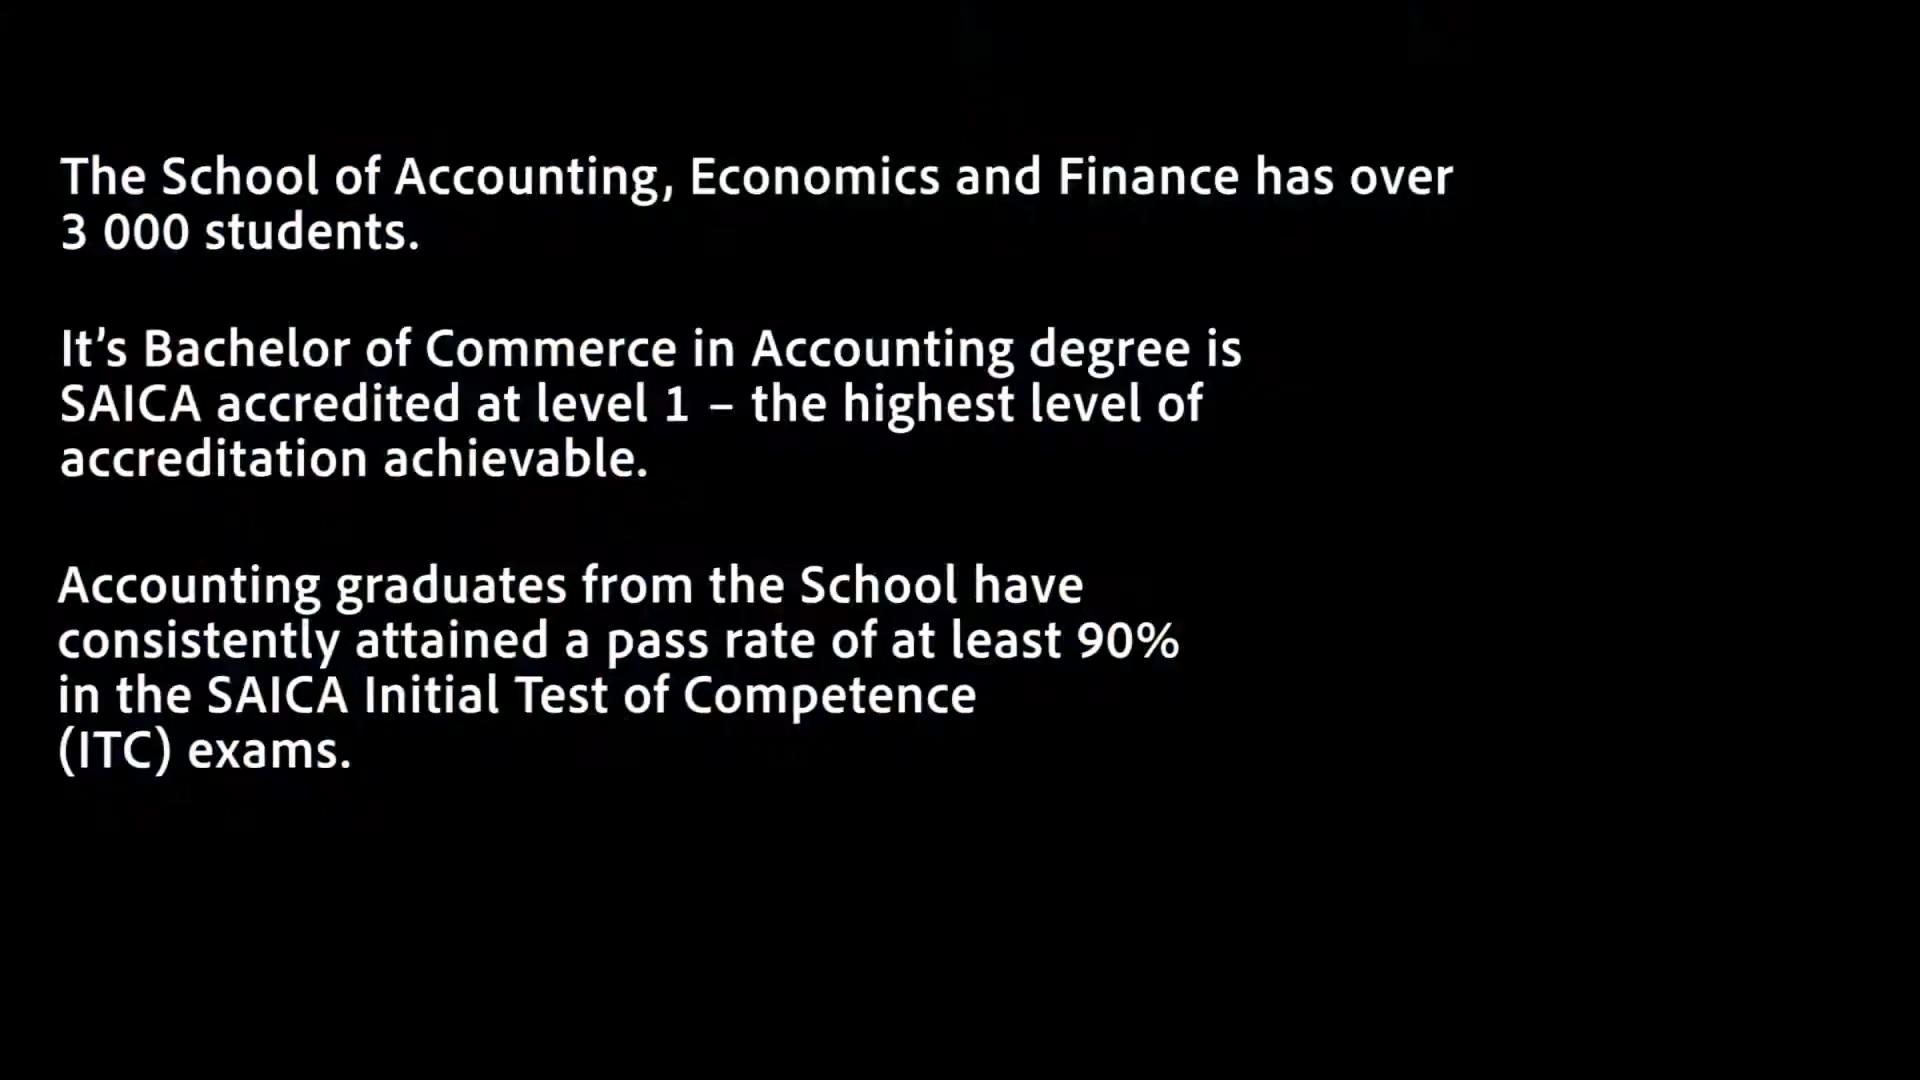 The School of Accounting, Economics and Finance has over
3 000 students.
It’s Bachelor of Commerce in Accounting degree is
SAICA accredited at level 1 – the highest level of
accreditation achievable.
Accounting graduates from the School have
consistently attained a pass rate of at least 90%
in the SAICA Initial Test of Competence
(ITC) exams.